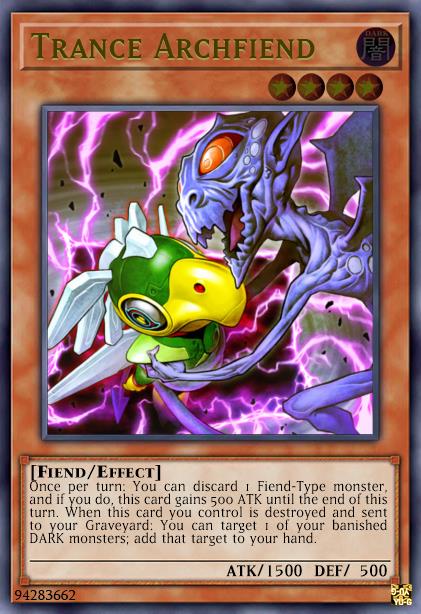 TRANCE ARCHFIEND
DARK
闇
[FIEND/EFFECT]
Once per turn: You can discard 1 Fiend-Type monster,
and if you do, this card gains 500 ATK until the end of this
turn. When this card you control is destroyed and sent
to your Graveyard: You can target 1 of your banished
DARK monsters; add that target to your hand.
ATK/1500 DEF/ 500
94283662